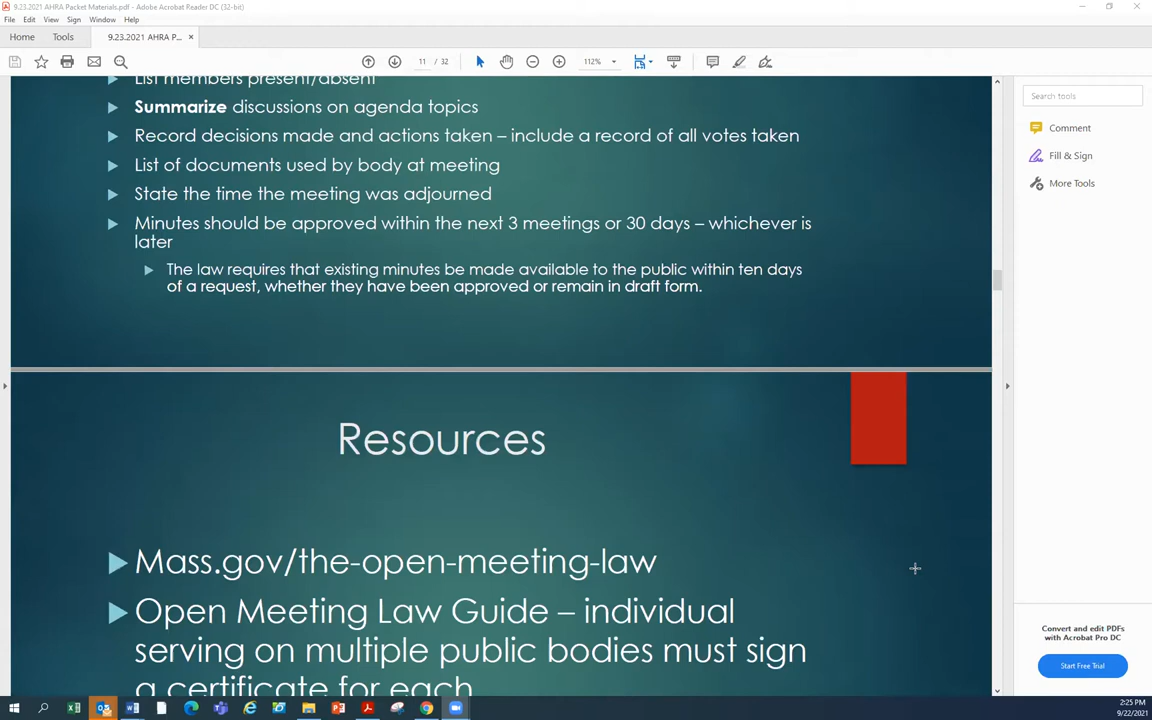 9.23.2021 AHRA Packet Materials.pdf - Adobe Acrobat Reader DC (32-bit)
File Edit View Sign Window Help
Home Tools 9.23.2021 AHRA P... ×
11 / 32 112%
List members present/absent
Summarize discussions on agenda topics
Record decisions made and actions taken – include a record of all votes taken
List of documents used by body at meeting
State the time the meeting was adjourned
Minutes should be approved within the next 3 meetings or 30 days – whichever is
later
The law requires that existing minutes be made available to the public within ten days
of a request, whether they have been approved or remain in draft form.
Resources
Mass.gov/the-open-meeting-law
Open Meeting Law Guide – individual
serving on multiple public bodies must sign
a certificate for each
Search tools
Comment
Fill & Sign
More Tools
Convert and edit PDFs
with Acrobat Pro DC
Start Free Trial
2:25 PM
9/22/2021